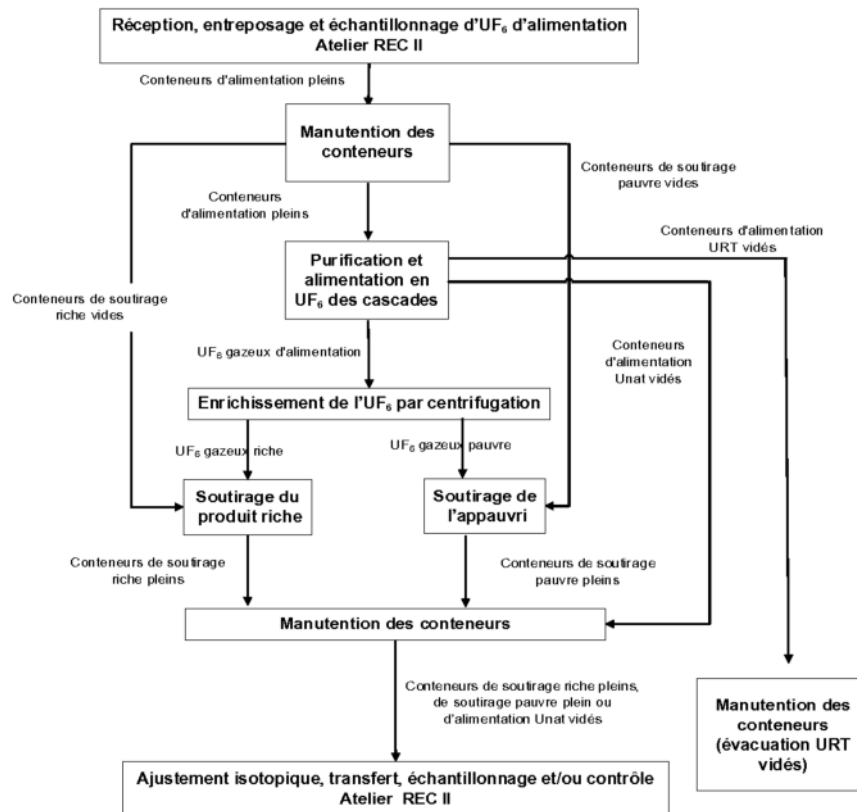 Réception, entreposage et échantillonnage d'UF₆ d'alimentation
Atelier REC II
Conteneurs d'alimentation pleins
Manutention des
conteneurs
Conteneurs de soutirage
pauvre vides
Conteneurs
d'alimentation pleins
Conteneurs d'alimentation
URT vidés
Purification et
alimentation en
UF₆ des cascades
Conteneurs de soutirage
riche vides
UF₆ gazeux d'alimentation
Conteneurs
d'alimentation
Unat vidés
Enrichissement de l'UF₆ par centrifugation
UF₆ gazeux riche
UF₆ gazeux pauvre
Soutirage du
produit riche
Soutirage de
l'appauvri
Conteneurs de soutirage
riche pleins
Conteneurs de soutirage
pauvre pleins
Manutention des conteneurs
Conteneurs de soutirage riche pleins,
de soutirage pauvre plein ou
d'alimentation Unat vidés
Manutention des
conteneurs
(évacuation URT
vidés)
Ajustement isotopique, transfert, échantillonnage et/ou contrôle
Atelier REC II